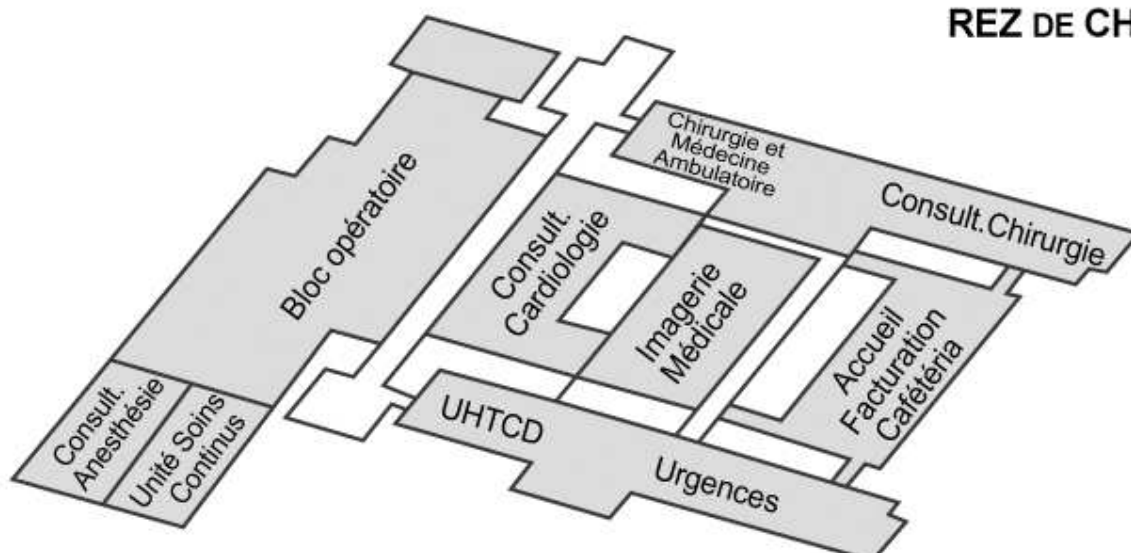 REZ DE CH
Chirurgie et
Médecine
Ambulatoire
Consult.Chirurgie
Bloc opératoire
Consult.
Cardiologie
Imagerie
Médicale
Accueil
Facturation
Cafétéria
Consult.
Anesthésie
Unité Soins
Continus
UHTCD
Urgences